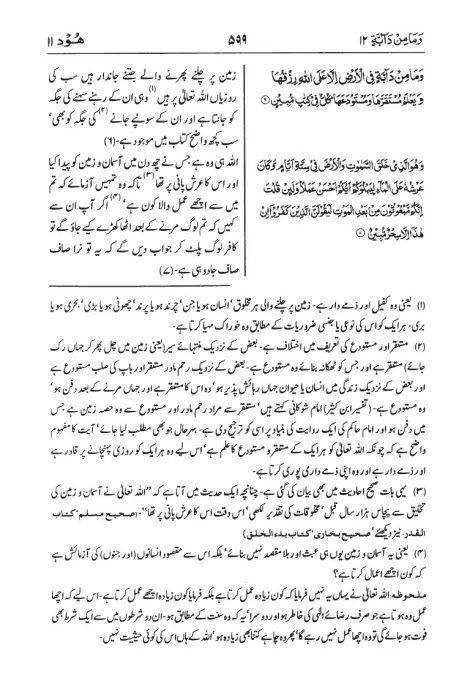 وَمَا مِنْ دَآبَّةٍ ۱۲
۵۹۹
هُوْد ۱۱
وَمَا مِنْ دَآبَّةٍ فِي الْأَرْضِ إِلَّا عَلَى اللهِ رِزْقُهَا
وَيَعْلَمُ مُسْتَقَرَّهَا وَمُسْتَوْدَعَهَا كُلٌّ فِي كِتٰبٍ مُّبِيْنٍ ۝
وَهُوَ الَّذِيْ خَلَقَ السَّمٰوٰتِ وَالْأَرْضَ فِيْ سِتَّةِ أَيَّامٍ وَّكَانَ
عَرْشُهُ عَلَى الْمَآءِ لِيَبْلُوَكُمْ أَيُّكُمْ أَحْسَنُ عَمَلًا وَلَئِنْ قُلْتَ
إِنَّكُمْ مَّبْعُوْثُوْنَ مِنْ بَعْدِ الْمَوْتِ لَيَقُوْلَنَّ الَّذِيْنَ كَفَرُوْا إِنْ
هٰذَا إِلَّا سِحْرٌ مُّبِيْنٌ ۝
زمین پر چلنے پھرنے والے جتنے جاندار ہیں سب کی
روزیاں اللہ تعالیٰ پر ہیں (۱) وہی ان کے رہنے سہنے کی جگہ
کو جانتا ہے اور ان کے سونپے جانے (۲) کی جگہ کو بھی،
سب کچھ واضح کتاب میں موجود ہے۔ (۶)
اللہ ہی وہ ہے جس نے چھ دن میں آسمان و زمین کو پیدا کیا
اور اس کا عرش پانی پر تھا (۳) تاکہ وہ تمہیں آزمائے کہ تم
میں سے اچھے عمل والا کون ہے، (۴) اگر آپ ان سے
کہیں کہ تم لوگ مرنے کے بعد اٹھا کھڑے کیے جاؤ گے تو
کافر لوگ پلٹ کر جواب دیں گے کہ یہ تو نرا صاف
صاف جادو ہی ہے۔ (۷)
(۱) یعنی وہ کفیل اور ذمے دار ہے۔ زمین پر چلنے والی ہر مخلوق، انسان ہو یا جن، چرند ہو یا پرند، چھوٹی ہو یا بڑی، بحری ہو یا
بری۔ ہر ایک کو اس کی نوعی یا جنسی ضروریات کے مطابق وہ خوراک مہیا کرتا ہے۔
(۲) مستقر اور مستودع کی تعریف میں اختلاف ہے۔ بعض کے نزدیک منتہائے سیر (یعنی زمین میں چل پھر کر جہاں رک
جائے) مستقر ہے اور جس کو ٹھکانہ بنائے وہ مستودع ہے۔ بعض کے نزدیک رحم مادر مستقر اور باپ کی صلب مستودع ہے
اور بعض کے نزدیک زندگی میں انسان یا حیوان جہاں رہائش پذیر ہو، وہ اس کا مستقر ہے اور جہاں مرنے کے بعد دفن ہو، وہ
مستودع ہے۔ (تفسیر ابن کثیر) امام شوکانی کہتے ہیں، مستقر سے مراد رحم مادر اور مستودع سے وہ حصہ زمین ہے جس
میں دفن ہو اور امام حاکم کی ایک روایت کی بنیاد پر اسی کو ترجیح دی ہے۔ بہرحال جو بھی مطلب لیا جائے، آیت کا مفہوم
واضح ہے کہ چونکہ اللہ تعالیٰ کو ہر ایک کے مستقر و مستودع کا علم ہے، اس لیے وہ ہر ایک کو روزی پہنچانے پر قادر ہے
اور ذمے دار ہے اور وہ اپنی ذمے داری پوری کرتا ہے۔
(۳) یہی بات صحیح احادیث میں بھی بیان کی گئی ہے۔ چنانچہ ایک حدیث میں آتا ہے کہ ”اللہ تعالیٰ نے آسمان و زمین کی
تخلیق سے پچاس ہزار سال قبل، مخلوقات کی تقدیر لکھی، اس وقت اس کا عرش پانی پر تھا“۔ (صحیح مسلم، کتاب
القدر، نیز دیکھئے، صحیح بخاری، کتاب بدء الخلق)
(۴) یعنی یہ آسمان و زمین یوں ہی عبث اور بلا مقصد نہیں بنائے، بلکہ اس سے مقصود انسانوں (اور جنوں) کی آزمائش ہے
کہ کون اچھے اعمال کرتا ہے؟
ملحوظہ: اللہ تعالیٰ نے یہاں یہ نہیں فرمایا کہ کون زیادہ عمل کرتا ہے بلکہ فرمایا کون زیادہ اچھے عمل کرتا ہے۔ اس لیے کہ اچھا
عمل وہ ہوتا ہے جو صرف رضائے الٰہی کی خاطر ہو اور دوسرا، یہ کہ وہ سنت کے مطابق ہو۔ ان دو شرطوں میں سے ایک شرط بھی
فوت ہو جائے گی تو وہ اچھا عمل نہیں رہے گا، پھر وہ چاہے کتنا بھی زیادہ ہو، اللہ کے ہاں اس کی کوئی حیثیت نہیں۔